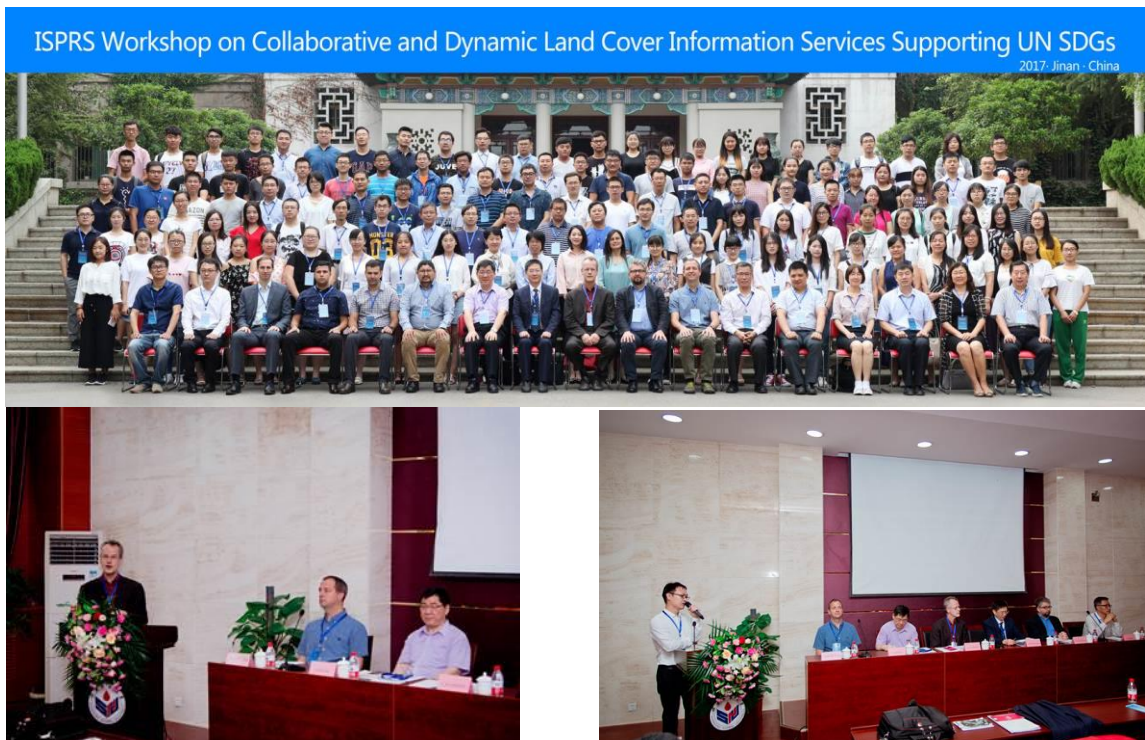 ISPRS Workshop on Collaborative and Dynamic Land Cover Information Services Supporting UN SDGs
2017· Jinan · China